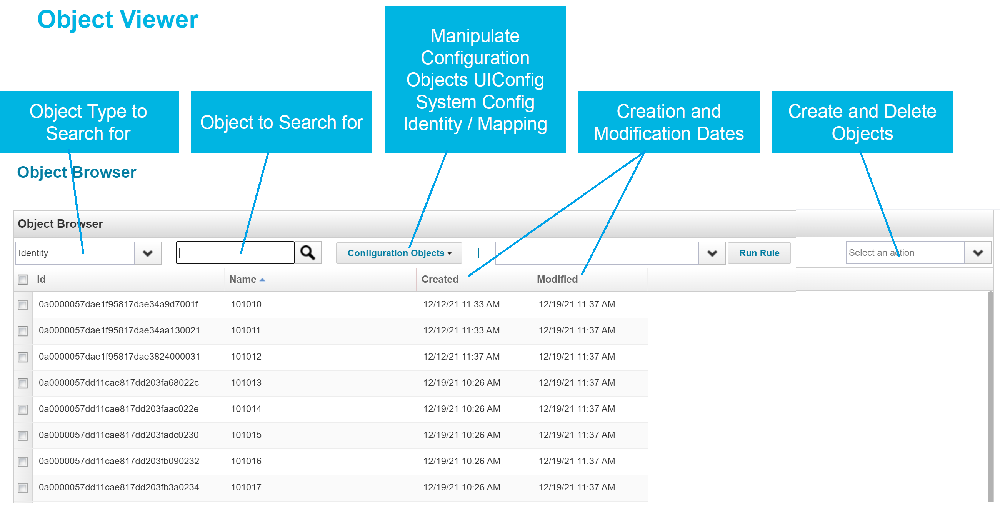 Object Viewer
Manipulate
Configuration
Objects UIConfig
System Config
Identity / Mapping
Object Type to
Search for
Object to Search for
Creation and
Modification Dates
Create and Delete
Objects
Object Browser
Object Browser
Identity
Configuration Objects
Run Rule
Select an action
Id Name Created Modified
0a0000057dae1f95817dae34a9d7001f 101010 12/12/21 11:33 AM 12/19/21 11:37 AM
0a0000057dae1f95817dae34aa130021 101011 12/12/21 11:33 AM 12/19/21 11:37 AM
0a0000057dae1f95817dae3824000031 101012 12/12/21 11:37 AM 12/19/21 11:37 AM
0a0000057dd11cae817dd203fa68022c 101013 12/19/21 10:26 AM 12/19/21 11:37 AM
0a0000057dd11cae817dd203faac022e 101014 12/19/21 10:26 AM 12/19/21 11:37 AM
0a0000057dd11cae817dd203fadc0230 101015 12/19/21 10:26 AM 12/19/21 11:37 AM
0a0000057dd11cae817dd203fb090232 101016 12/19/21 10:26 AM 12/19/21 11:37 AM
0a0000057dd11cae817dd203fb3a0234 101017 12/19/21 10:26 AM 12/19/21 11:37 AM